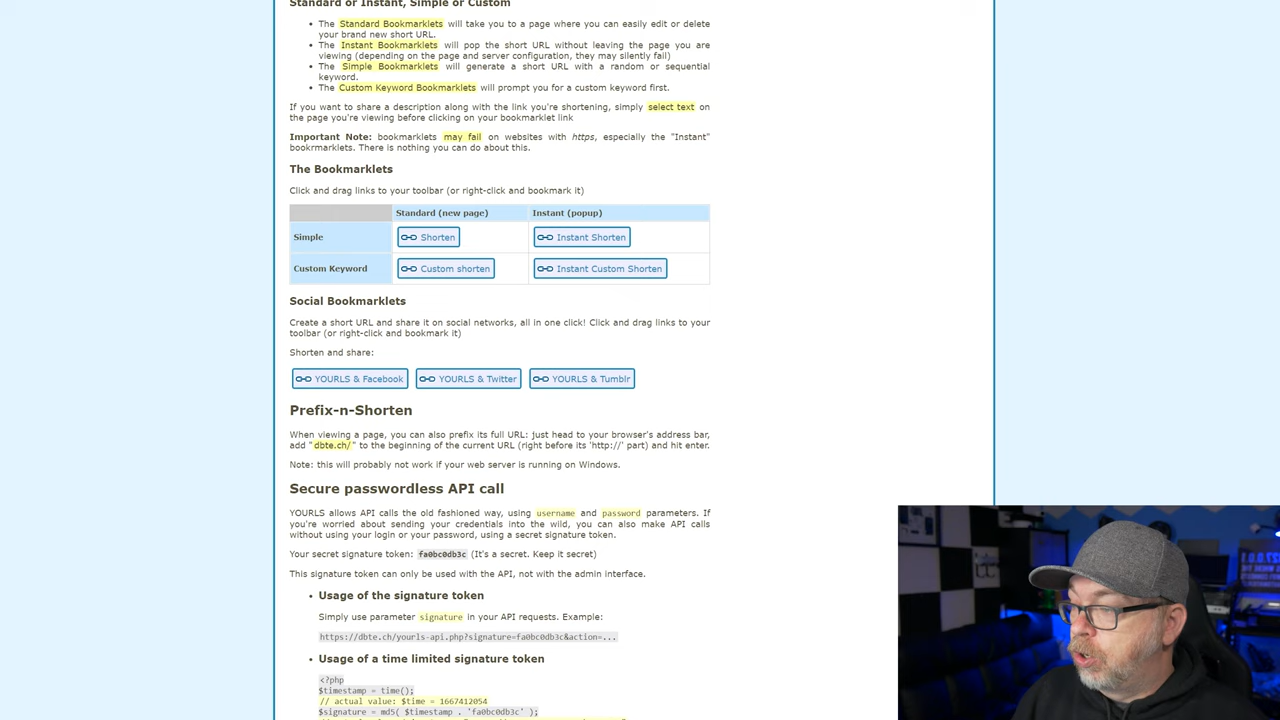 Standard or Instant, Simple or Custom
• The Standard Bookmarklets will take you to a page where you can easily edit or delete
your brand new short URL.
• The Instant Bookmarklets will pop the short URL without leaving the page you are
viewing (depending on the page and server configuration, they may silently fail)
• The Simple Bookmarklets will generate a short URL with a random or sequential
keyword.
• The Custom Keyword Bookmarklets will prompt you for a custom keyword first.
If you want to share a description along with the link you're shortening, simply select text on
the page you're viewing before clicking on your bookmarklet link
Important Note: bookmarklets may fail on websites with https, especially the "Instant"
bookrmarklets. There is nothing you can do about this.
The Bookmarklets
Click and drag links to your toolbar (or right-click and bookmark it)
Standard (new page) Instant (popup)
Simple Shorten Instant Shorten
Custom Keyword Custom shorten Instant Custom Shorten
Social Bookmarklets
Create a short URL and share it on social networks, all in one click! Click and drag links to your
toolbar (or right-click and bookmark it)
Shorten and share:
YOURLS & Facebook YOURLS & Twitter YOURLS & Tumblr
Prefix-n-Shorten
When viewing a page, you can also prefix its full URL: just head to your browser's address bar,
add "dbte.ch/" to the beginning of the current URL (right before its 'http://' part) and hit enter.
Note: this will probably not work if your web server is running on Windows.
Secure passwordless API call
YOURLS allows API calls the old fashioned way, using username and password parameters. If
you're worried about sending your credentials into the wild, you can also make API calls
without using your login or your password, using a secret signature token.
Your secret signature token: fa0bc0db3c (It's a secret. Keep it secret)
This signature token can only be used with the API, not with the admin interface.
• Usage of the signature token
Simply use parameter signature in your API requests. Example:
https://dbte.ch/yourls-api.php?signature=fa0bc0db3c&action=...
• Usage of a time limited signature token
<?php
$timestamp = time();
// actual value: $time = 1667412054
$signature = md5( $timestamp . 'fa0bc0db3c' );